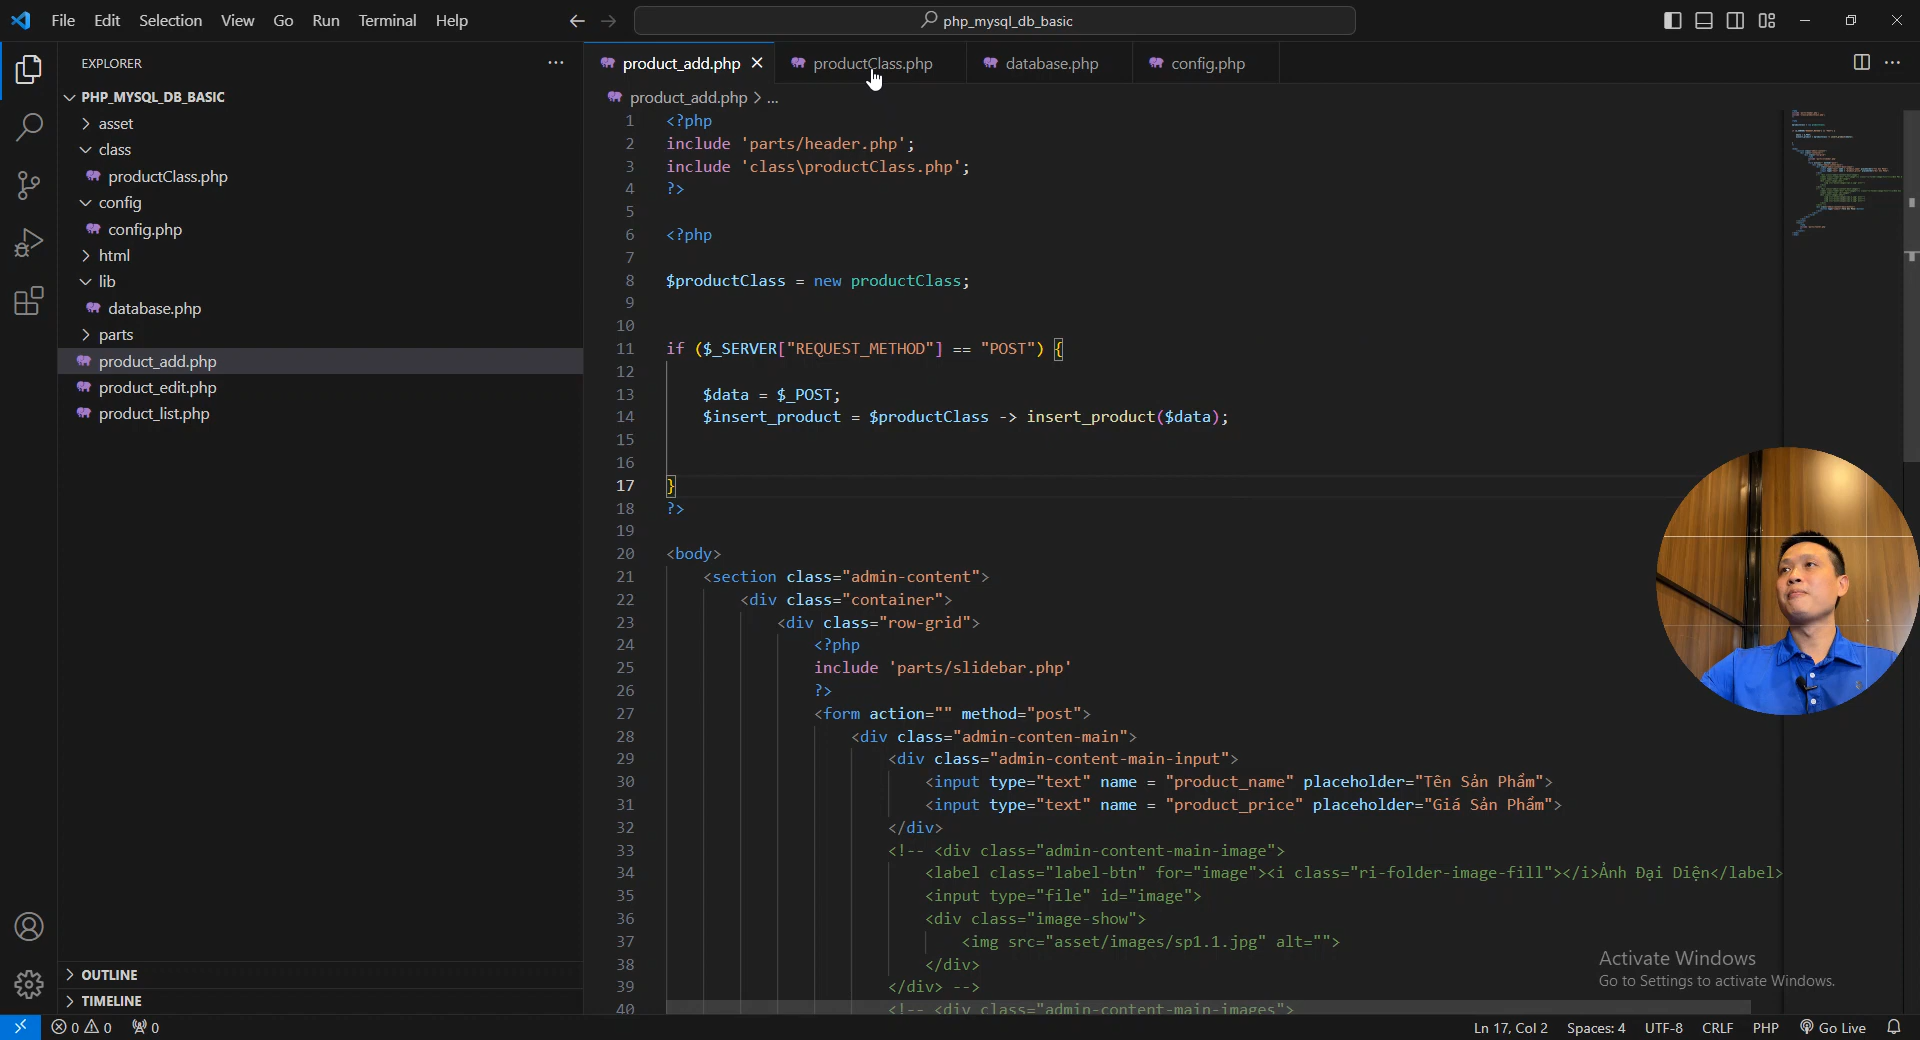 File Edit Selection View Go Run Terminal Help
php_mysql_db_basic
EXPLORER
PHP_MYSQL_DB_BASIC
asset
class
productClass.php
config
config.php
html
lib
database.php
parts
product_add.php
product_edit.php
product_list.php
OUTLINE
TIMELINE
product_add.php productClass.php database.php config.php
product_add.php > ...
1 <?php
2 include 'parts/header.php';
3 include 'class\productClass.php';
4 ?>
5
6 <?php
7
8 $productClass = new productClass;
9
10
11 if ($_SERVER["REQUEST_METHOD"] == "POST") {
12
13 $data = $_POST;
14 $insert_product = $productClass -> insert_product($data);
15
16
17 }
18 ?>
19
20 <body>
21 <section class="admin-content">
22 <div class="container">
23 <div class="row-grid">
24 <?php
25 include 'parts/slidebar.php'
26 ?>
27 <form action="" method="post">
28 <div class="admin-conten-main">
29 <div class="admin-content-main-input">
30 <input type="text" name = "product_name" placeholder="Tên Sản Phẩm">
31 <input type="text" name = "product_price" placeholder="Giá Sản Phẩm">
32 </div>
33 <!-- <div class="admin-content-main-image">
34 <label class="label-btn" for="image"><i class="ri-folder-image-fill"></i>Ảnh Đại Diện</label>
35 <input type="file" id="image">
36 <div class="image-show">
37 <img src="asset/images/sp1.1.jpg" alt="">
38 </div>
39 </div> -->
40 <!-- <div class="admin-content-main-images">
Activate Windows
Go to Settings to activate Windows.
0 0 0
Ln 17, Col 2 Spaces: 4 UTF-8 CRLF PHP Go Live